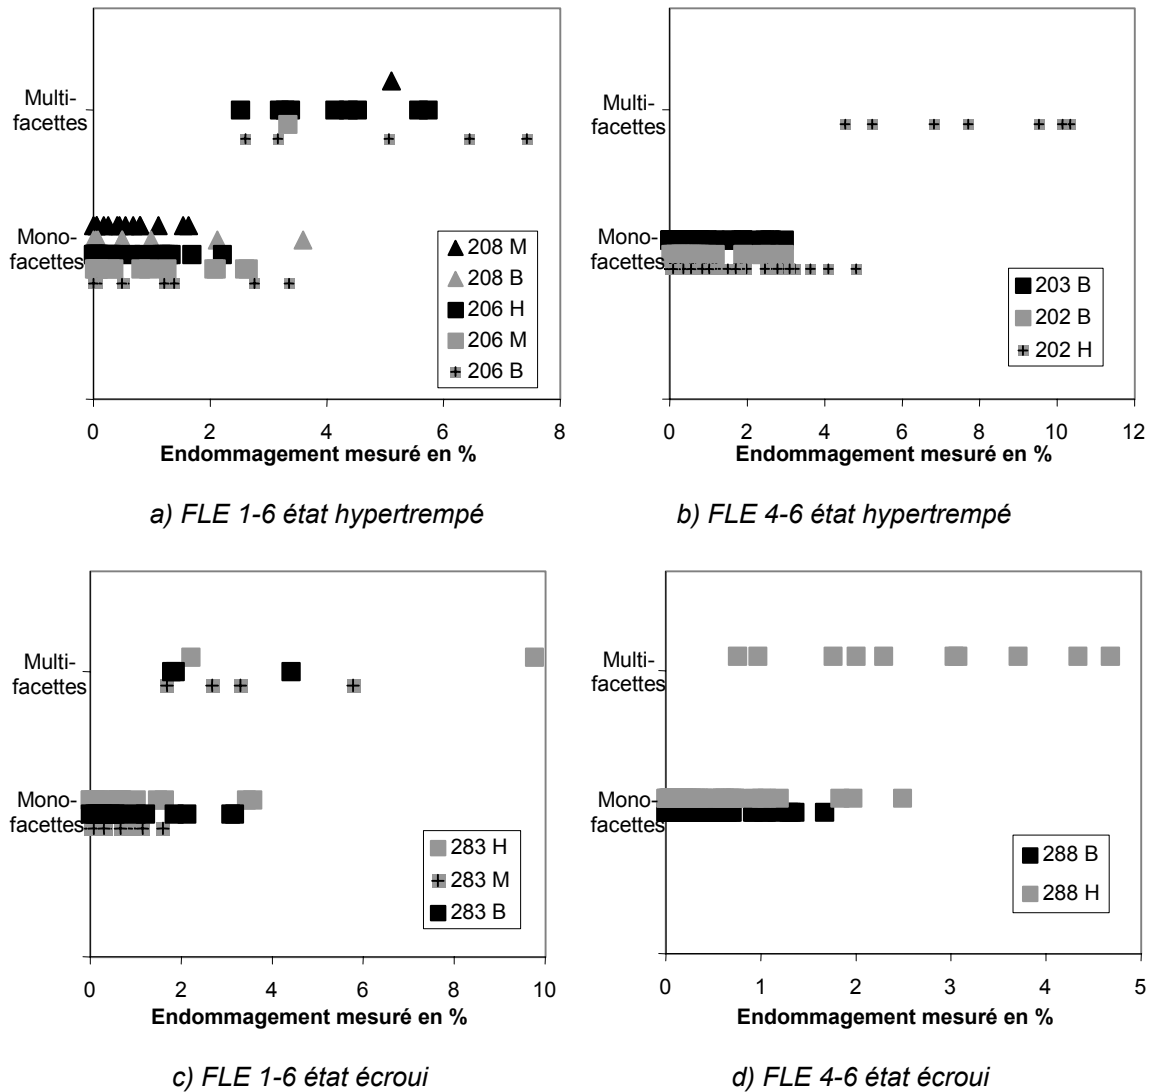 Multi-
facettes
Mono-
facettes
208 M
208 B
206 H
206 M
206 B
0 2 4 6 8
Endommagement mesuré en %
a) FLE 1-6 état hypertrempé
Multi-
facettes
Mono-
facettes
203 B
202 B
202 H
0 2 4 6 8 10 12
Endommagement mesuré en %
b) FLE 4-6 état hypertrempé
Multi-
facettes
Mono-
facettes
283 H
283 M
283 B
0 2 4 6 8 10
Endommagement mesuré en %
c) FLE 1-6 état écroui
Multi-
facettes
Mono-
facettes
288 B
288 H
0 1 2 3 4 5
Endommagement mesuré en %
d) FLE 4-6 état écroui